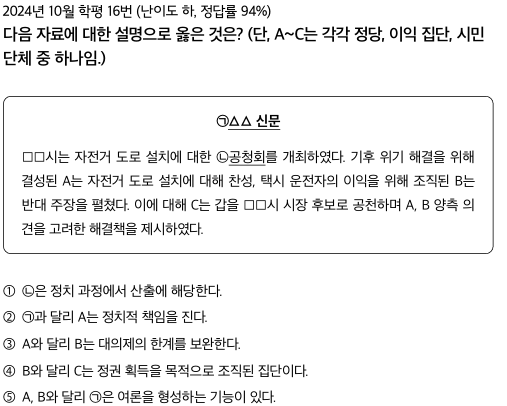 2024년 10월 학평 16번 (난이도 하, 정답률 94%)
다음 자료에 대한 설명으로 옳은 것은? (단, A~C는 각각 정당, 이익 집단, 시민
단체 중 하나임.)
㉠△△ 신문
□□시는 자전거 도로 설치에 대한 ㉡공청회를 개최하였다. 기후 위기 해결을 위해
결성된 A는 자전거 도로 설치에 대해 찬성, 택시 운전자의 이익을 위해 조직된 B는
반대 주장을 펼쳤다. 이에 대해 C는 갑을 □□시 시장 후보로 공천하며 A, B 양측 의
견을 고려한 해결책을 제시하였다.
① ㉡은 정치 과정에서 산출에 해당한다.
② ㉠과 달리 A는 정치적 책임을 진다.
③ A와 달리 B는 대의제의 한계를 보완한다.
④ B와 달리 C는 정권 획득을 목적으로 조직된 집단이다.
⑤ A, B와 달리 ㉠은 여론을 형성하는 기능이 있다.